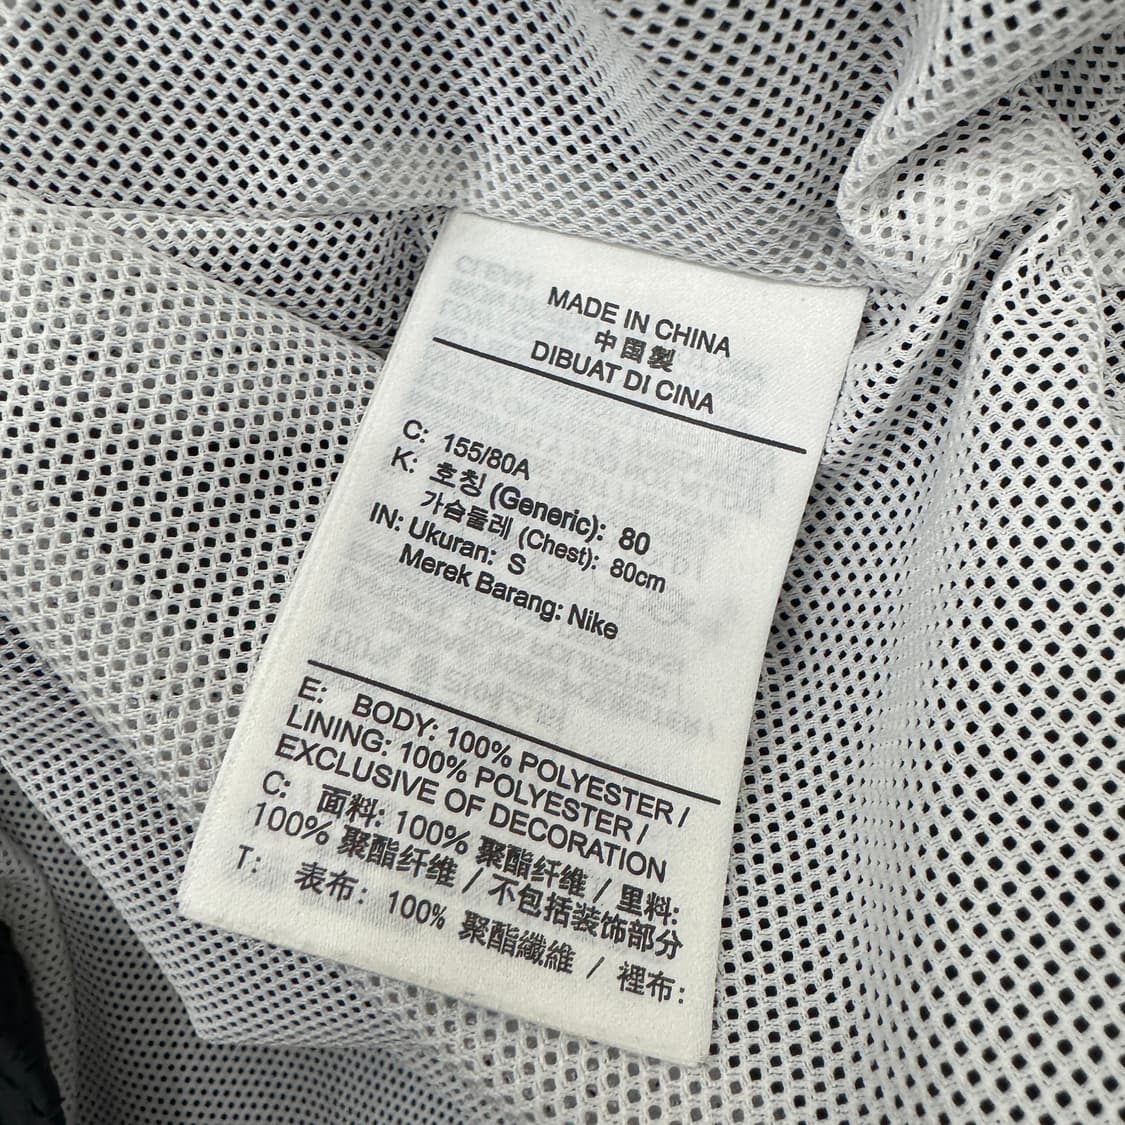 MADE IN CHINA
中國製
DIBUAT DI CINA
C: 155/80A
K: 호칭 (Generic): 80
가슴둘레 (Chest): 80cm
IN: Ukuran: S
Merek Barang: Nike
E: BODY: 100% POLYESTER /
LINING: 100% POLYESTER /
EXCLUSIVE OF DECORATION
C: 面料: 100% 聚酯纤维 / 里料:
100% 聚酯纤维 / 不包括装饰部分
T: 表布: 100% 聚酯纖維 / 裡布: